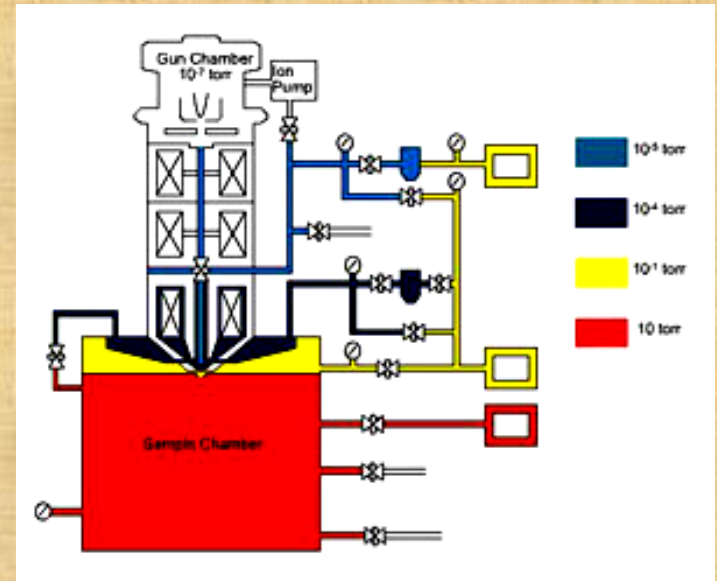 Gun Chamber
10⁻⁷ torr
Ion
Pump
10⁻⁵ torr
10⁻⁴ torr
10⁻¹ torr
10 torr
Sample Chamber